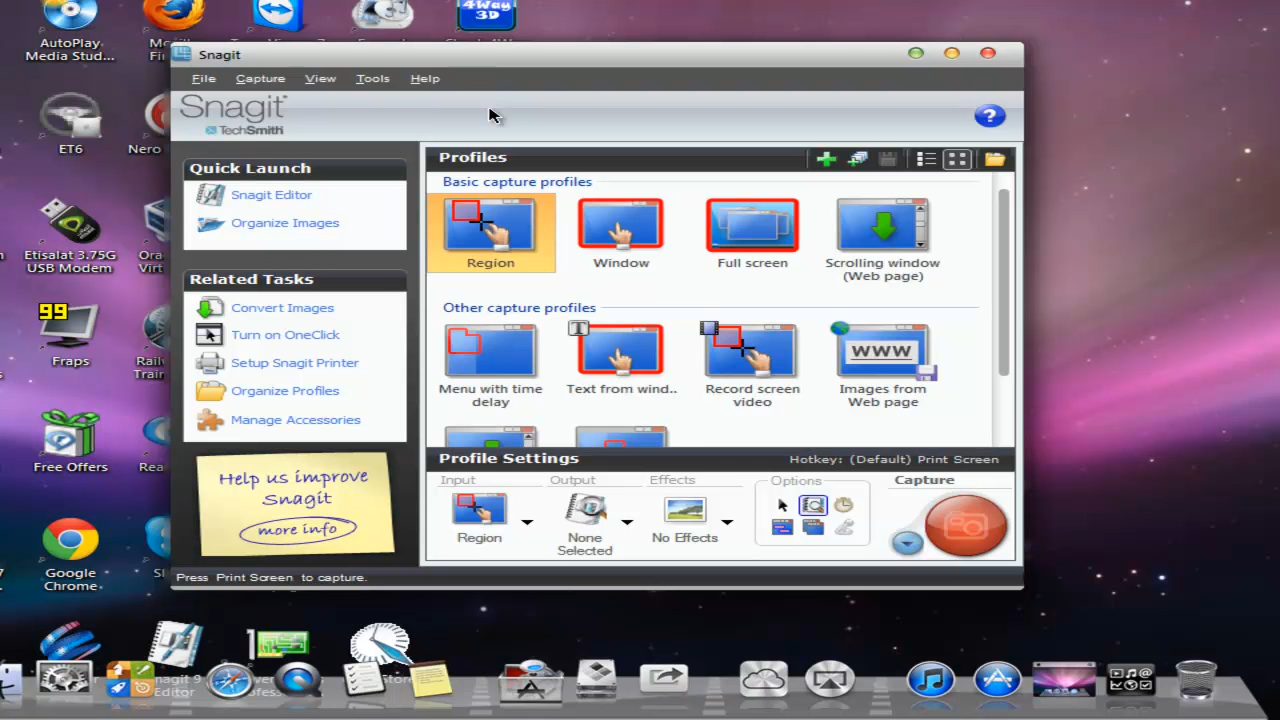 4Way
3D
AutoPlay
Media Stud...
Snagit
File Capture View Tools Help
Snagit
TechSmith
?
ET6
Nero
Etisalat 3.75G
USB Modem
99
Fraps
Free Offers
Google
Chrome
Quick Launch
Snagit Editor
Organize Images
Related Tasks
Convert Images
Turn on OneClick
Setup Snagit Printer
Organize Profiles
Manage Accessories
Help us improve
Snagit
more info
Profiles
Basic capture profiles
Region
Window
Full screen
Scrolling window
(Web page)
Other capture profiles
Menu with time
delay
T
Text from wind..
Record screen
video
WWW
Images from
Web page
Profile Settings
Hotkey: (Default) Print Screen
Input
Region
Output
None
Selected
Effects
No Effects
Options
Capture
Press Print Screen to capture.
Editor